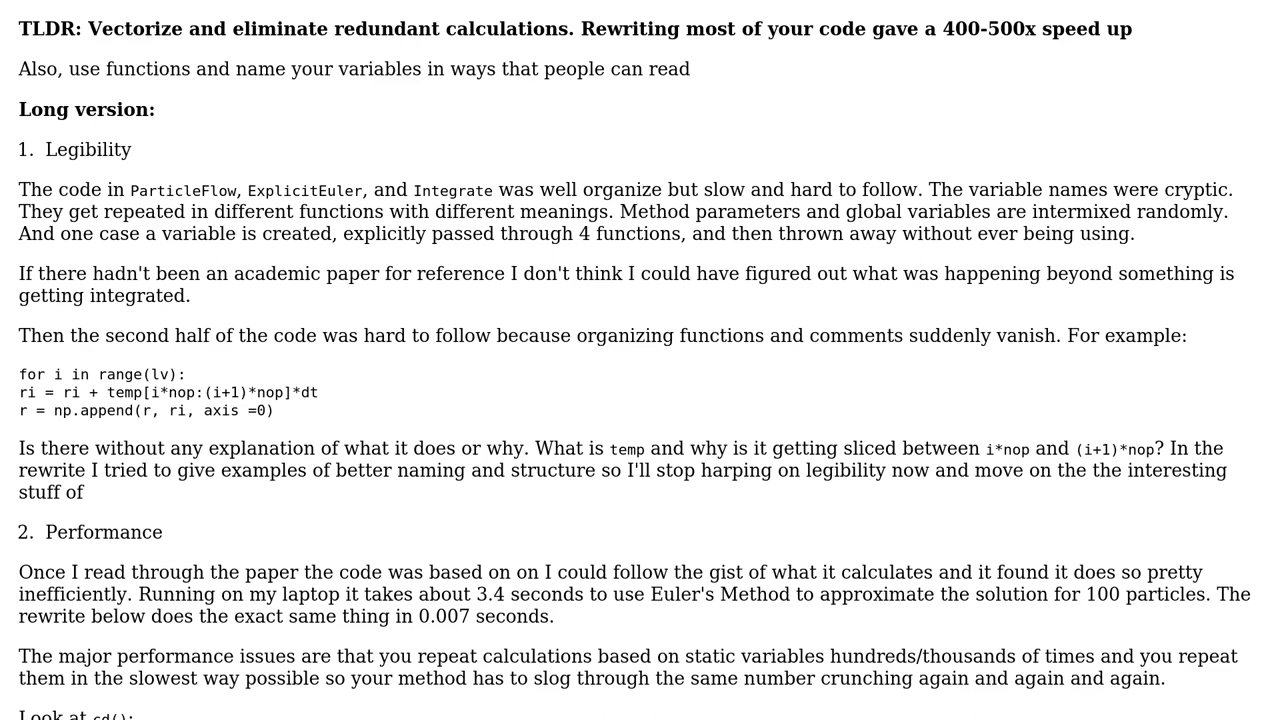 TLDR: Vectorize and eliminate redundant calculations. Rewriting most of your code gave a 400-500x speed up
Also, use functions and name your variables in ways that people can read
Long version:
1. Legibility
The code in ParticleFlow, ExplicitEuler, and Integrate was well organize but slow and hard to follow. The variable names were cryptic.
They get repeated in different functions with different meanings. Method parameters and global variables are intermixed randomly.
And one case a variable is created, explicitly passed through 4 functions, and then thrown away without ever being using.
If there hadn't been an academic paper for reference I don't think I could have figured out what was happening beyond something is
getting integrated.
Then the second half of the code was hard to follow because organizing functions and comments suddenly vanish. For example:
for i in range(lv):
ri = ri + temp[i*nop:(i+1)*nop]*dt
r = np.append(r, ri, axis =0)
Is there without any explanation of what it does or why. What is temp and why is it getting sliced between i*nop and (i+1)*nop? In the
rewrite I tried to give examples of better naming and structure so I'll stop harping on legibility now and move on the the interesting
stuff of
2. Performance
Once I read through the paper the code was based on on I could follow the gist of what it calculates and it found it does so pretty
inefficiently. Running on my laptop it takes about 3.4 seconds to use Euler's Method to approximate the solution for 100 particles. The
rewrite below does the exact same thing in 0.007 seconds.
The major performance issues are that you repeat calculations based on static variables hundreds/thousands of times and you repeat
them in the slowest way possible so your method has to slog through the same number crunching again and again and again.
Look at cd():